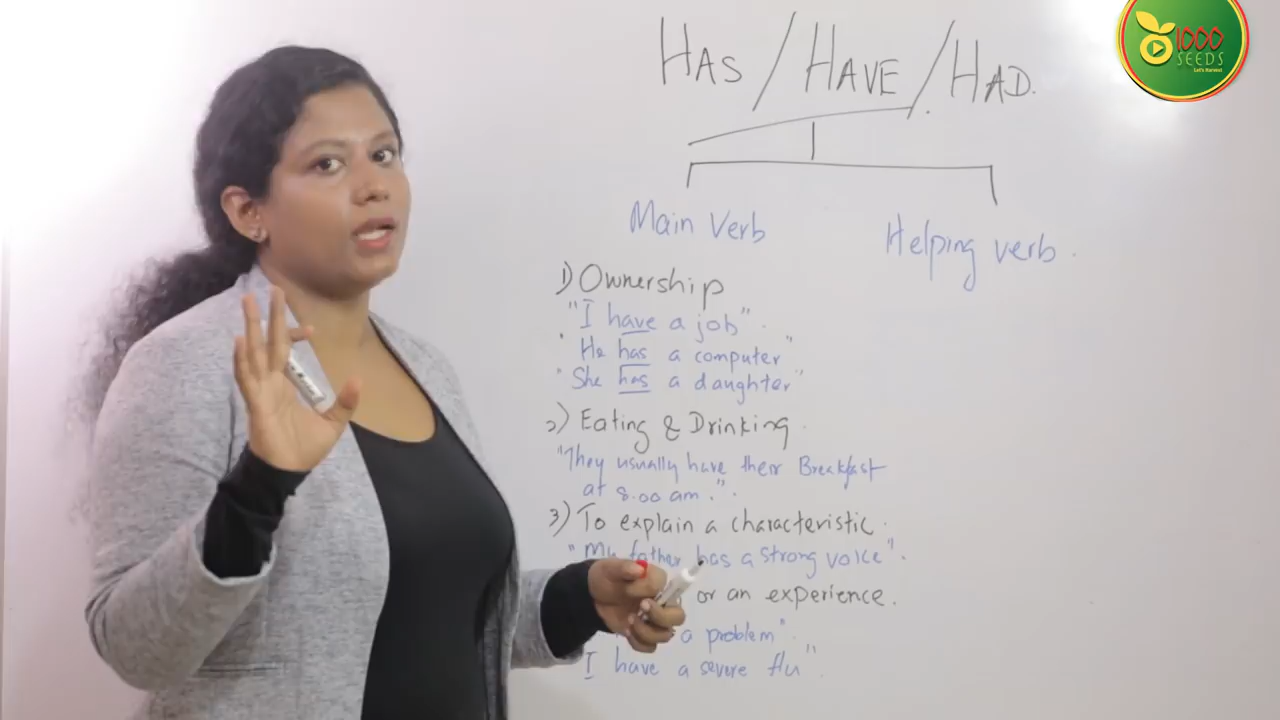 HAS / HAVE / HAD.
1000
SEEDS
Let's Harvest
Main Verb
Helping verb.
1) Ownership
"I have a job".
"He has a computer"
"She has a daughter"
2) Eating & Drinking.
"They usually have their Breakfast
at 8.00 am.".
3) To explain a characteristic.
"My father has a strong voice".
or an experience.
a problem".
I have a severe flu".